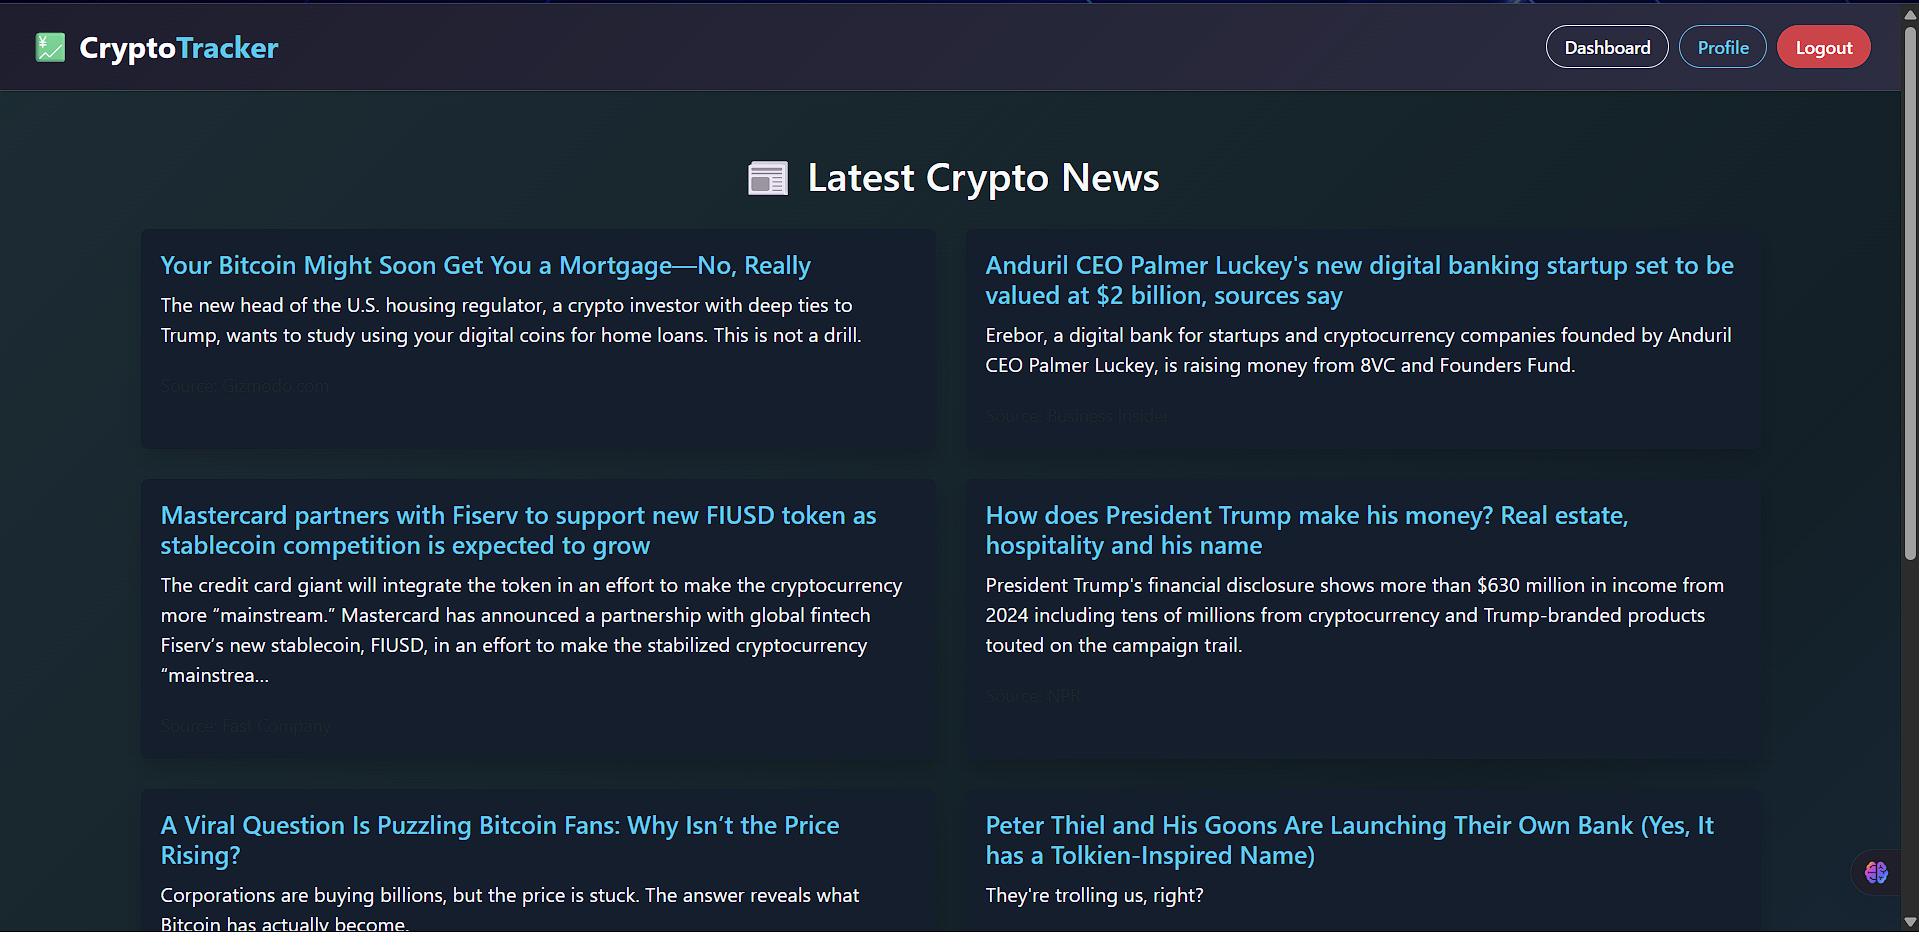 CryptoTracker
Dashboard
Profile
Logout
Latest Crypto News
Your Bitcoin Might Soon Get You a Mortgage—No, Really
The new head of the U.S. housing regulator, a crypto investor with deep ties to
Trump, wants to study using your digital coins for home loans. This is not a drill.
Source: Gizmodo.com
Anduril CEO Palmer Luckey's new digital banking startup set to be
valued at $2 billion, sources say
Erebor, a digital bank for startups and cryptocurrency companies founded by Anduril
CEO Palmer Luckey, is raising money from 8VC and Founders Fund.
Source: Business Insider
Mastercard partners with Fiserv to support new FIUSD token as
stablecoin competition is expected to grow
The credit card giant will integrate the token in an effort to make the cryptocurrency
more “mainstream.” Mastercard has announced a partnership with global fintech
Fiserv’s new stablecoin, FIUSD, in an effort to make the stabilized cryptocurrency
“mainstrea…
Source: Fast Company
How does President Trump make his money? Real estate,
hospitality and his name
President Trump's financial disclosure shows more than $630 million in income from
2024 including tens of millions from cryptocurrency and Trump-branded products
touted on the campaign trail.
Source: NPR
A Viral Question Is Puzzling Bitcoin Fans: Why Isn’t the Price
Rising?
Corporations are buying billions, but the price is stuck. The answer reveals what
Bitcoin has actually become.
Peter Thiel and His Goons Are Launching Their Own Bank (Yes, It
has a Tolkien-Inspired Name)
They're trolling us, right?